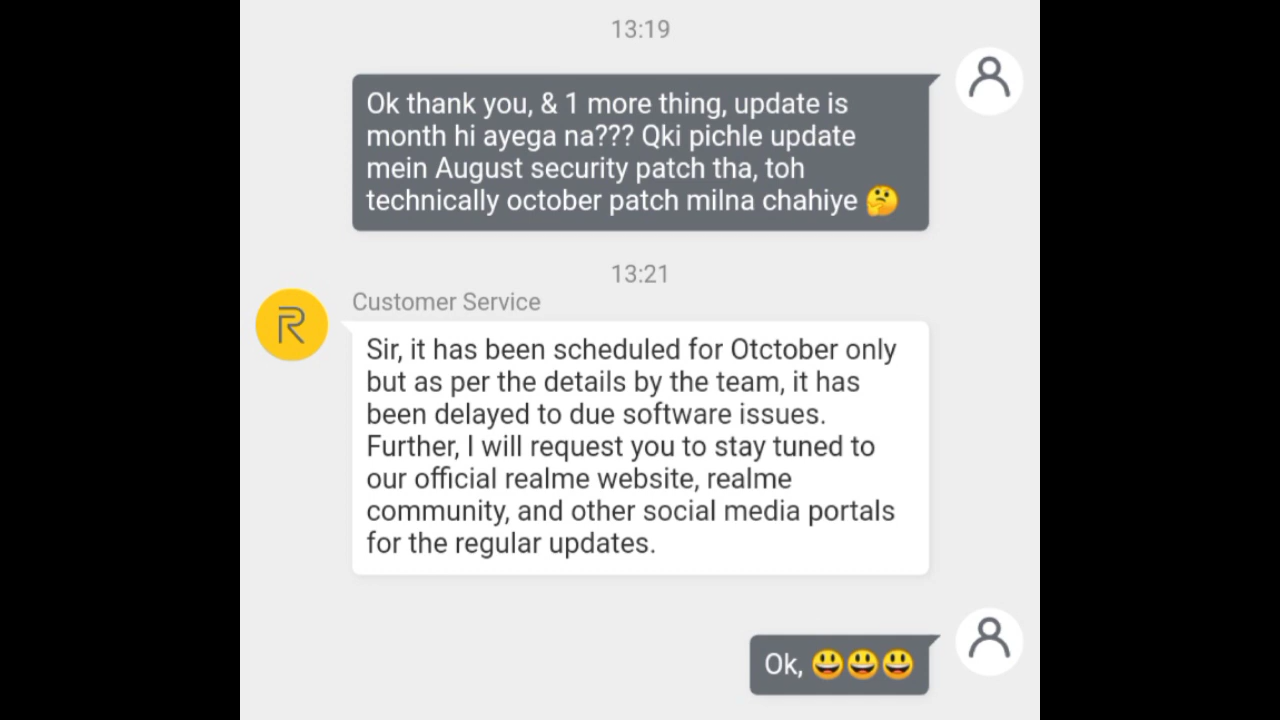 13:19
Ok thank you, & 1 more thing, update is
month hi ayega na??? Qki pichle update
mein August security patch tha, toh
technically october patch milna chahiye 🤔
13:21
Customer Service
R
Sir, it has been scheduled for Otctober only
but as per the details by the team, it has
been delayed to due software issues.
Further, I will request you to stay tuned to
our official realme website, realme
community, and other social media portals
for the regular updates.
Ok, 😃😃😃